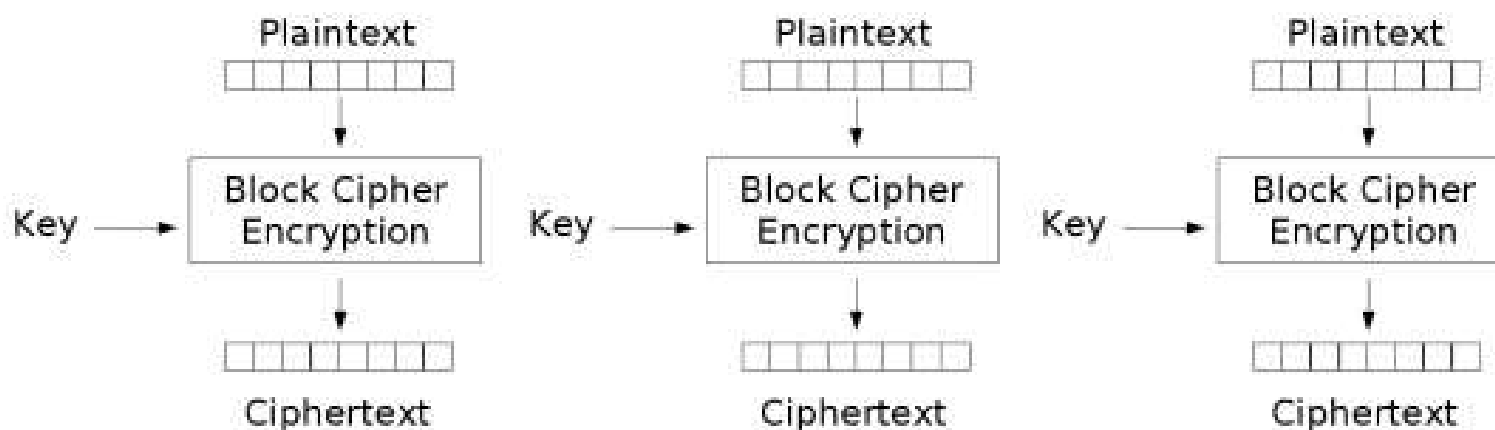 Plaintext
Plaintext
Plaintext
Key
Block Cipher
Encryption
Key
Block Cipher
Encryption
Key
Block Cipher
Encryption
Ciphertext
Ciphertext
Ciphertext